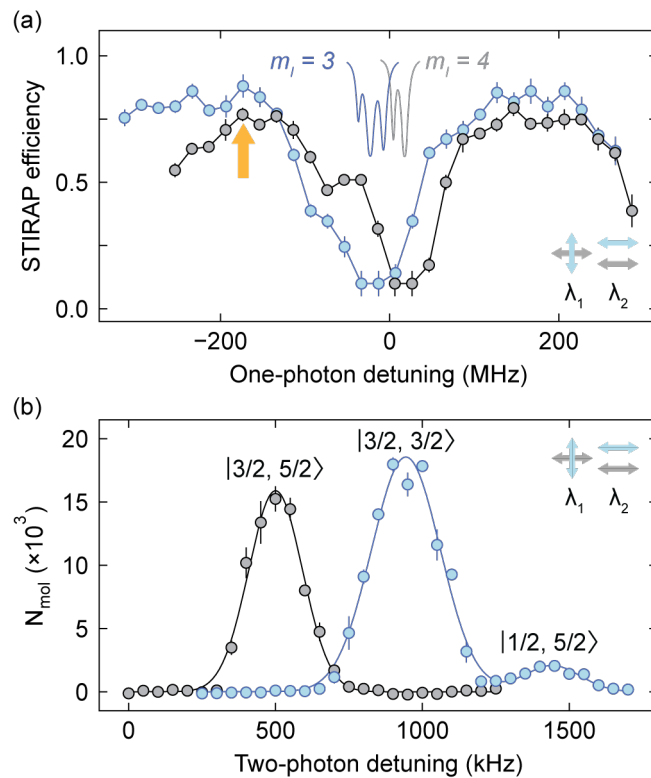 (a)
1.0
0.5
0.0
STIRAP efficiency
m_I = 3
m_I = 4
λ₁ λ₂
−200 0 200
One-photon detuning (MHz)
(b)
20
15
10
5
0
N_mol (×10³)
|3/2, 5/2⟩
|3/2, 3/2⟩
|1/2, 5/2⟩
λ₁ λ₂
0 500 1000 1500
Two-photon detuning (kHz)